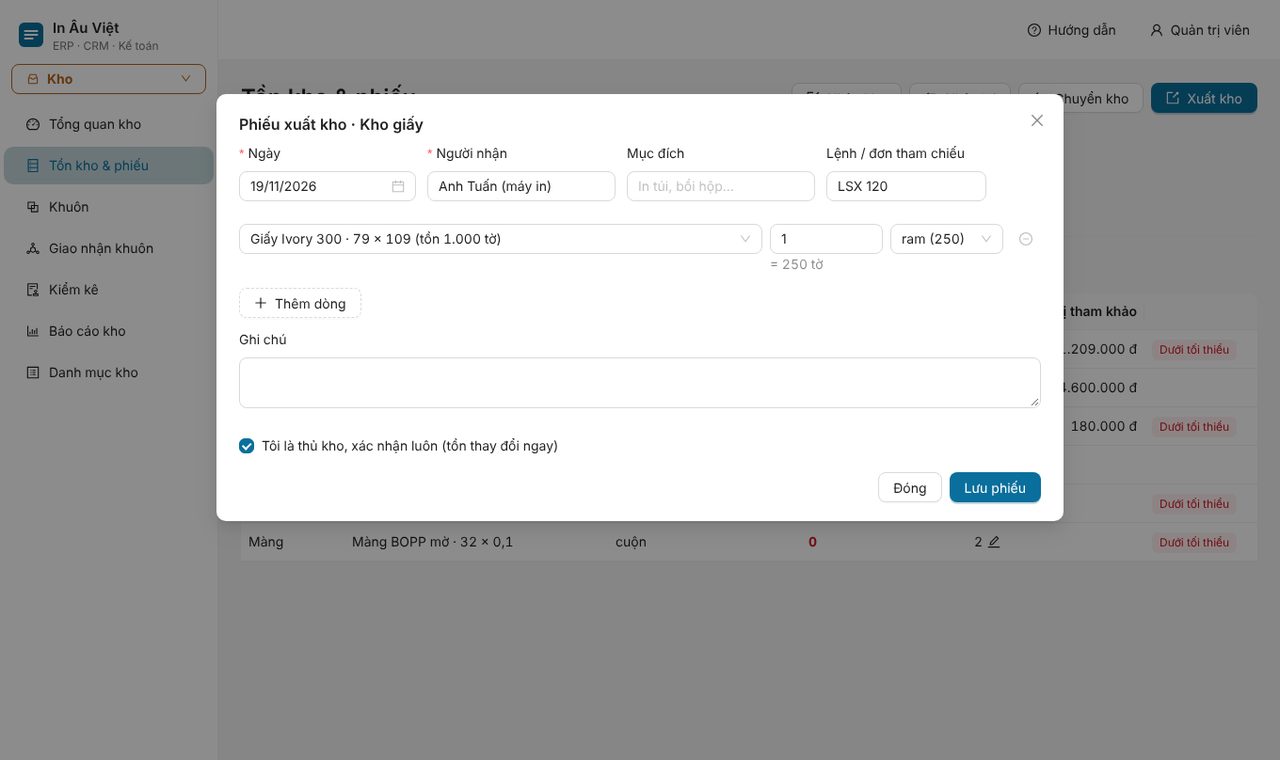 In Âu Việt
ERP · CRM · Kế toán
Kho
Tổng quan kho
Tồn kho & phiếu
Khuôn
Giao nhận khuôn
Kiểm kê
Báo cáo kho
Danh mục kho
Hướng dẫn
Quản trị viên
Tồn kho & phiếu
Chuyển kho
Xuất kho
Phiếu xuất kho · Kho giấy
* Ngày
* Người nhận
Mục đích
Lệnh / đơn tham chiếu
19/11/2026
Anh Tuấn (máy in)
In túi, bồi hộp...
LSX 120
Giấy Ivory 300 · 79 × 109 (tồn 1.000 tờ)
1
ram (250)
= 250 tờ
Thêm dòng
Ghi chú
Tôi là thủ kho, xác nhận luôn (tồn thay đổi ngay)
Đóng
Lưu phiếu
tham khảo
.209.000 đ
Dưới tối thiểu
.600.000 đ
180.000 đ
Dưới tối thiểu
Dưới tối thiểu
Màng
Màng BOPP mờ · 32 × 0,1
cuộn
0
2
Dưới tối thiểu